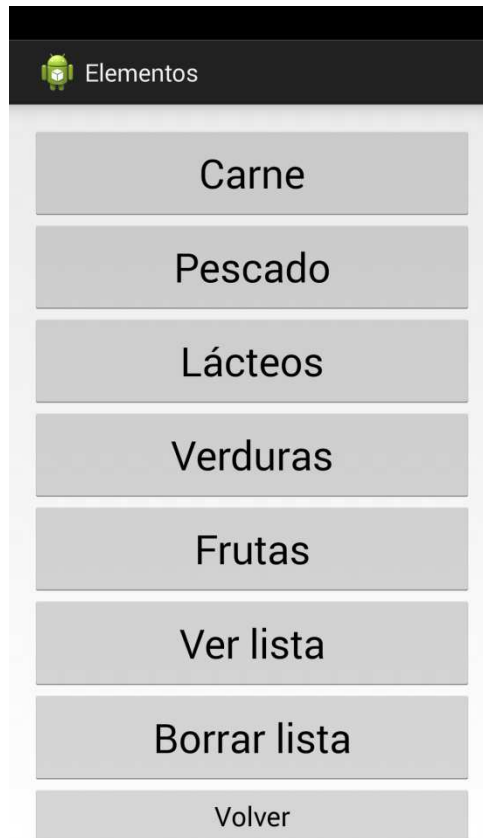 Elementos
Carne
Pescado
Lácteos
Verduras
Frutas
Ver lista
Borrar lista
Volver